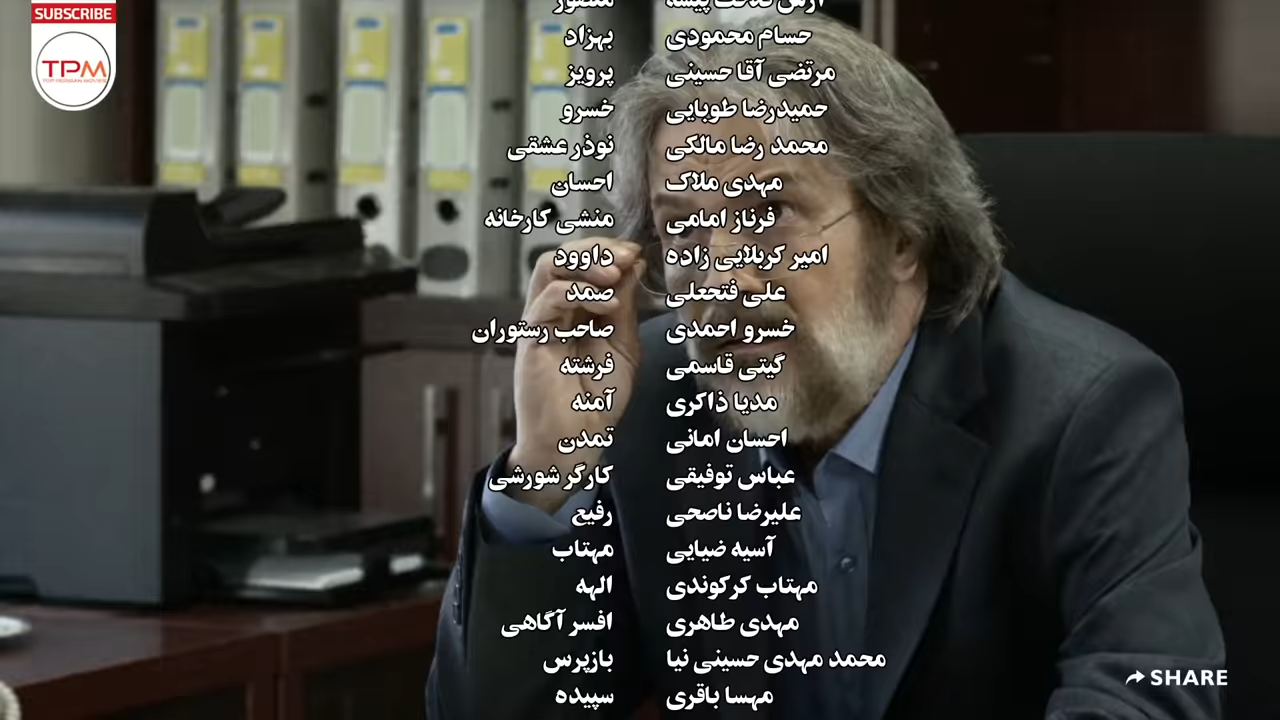 SUBSCRIBE
TPM
منصور
حسام محمودی بهزاد
مرتضی آقا حسینی پرویز
حمیدرضا طوبایی خسرو
محمد رضا مالکی نوذر عشقی
مهدی ملاک احسان
فرناز امامی منشی کارخانه
امیر کربلایی زاده داوود
علی فتحعلی صمد
خسرو احمدی صاحب رستوران
گیتی قاسمی فرشته
مدیا ذاکری آمنه
احسان امانی تمدن
عباس توفیقی کارگر شورشی
علیرضا ناصحی رفیع
آسیه ضیایی مهتاب
مهتاب کرکوندی الهه
مهدی طاهری افسر آگاهی
محمد مهدی حسینی نیا بازپرس
مهسا باقری سپیده
SHARE